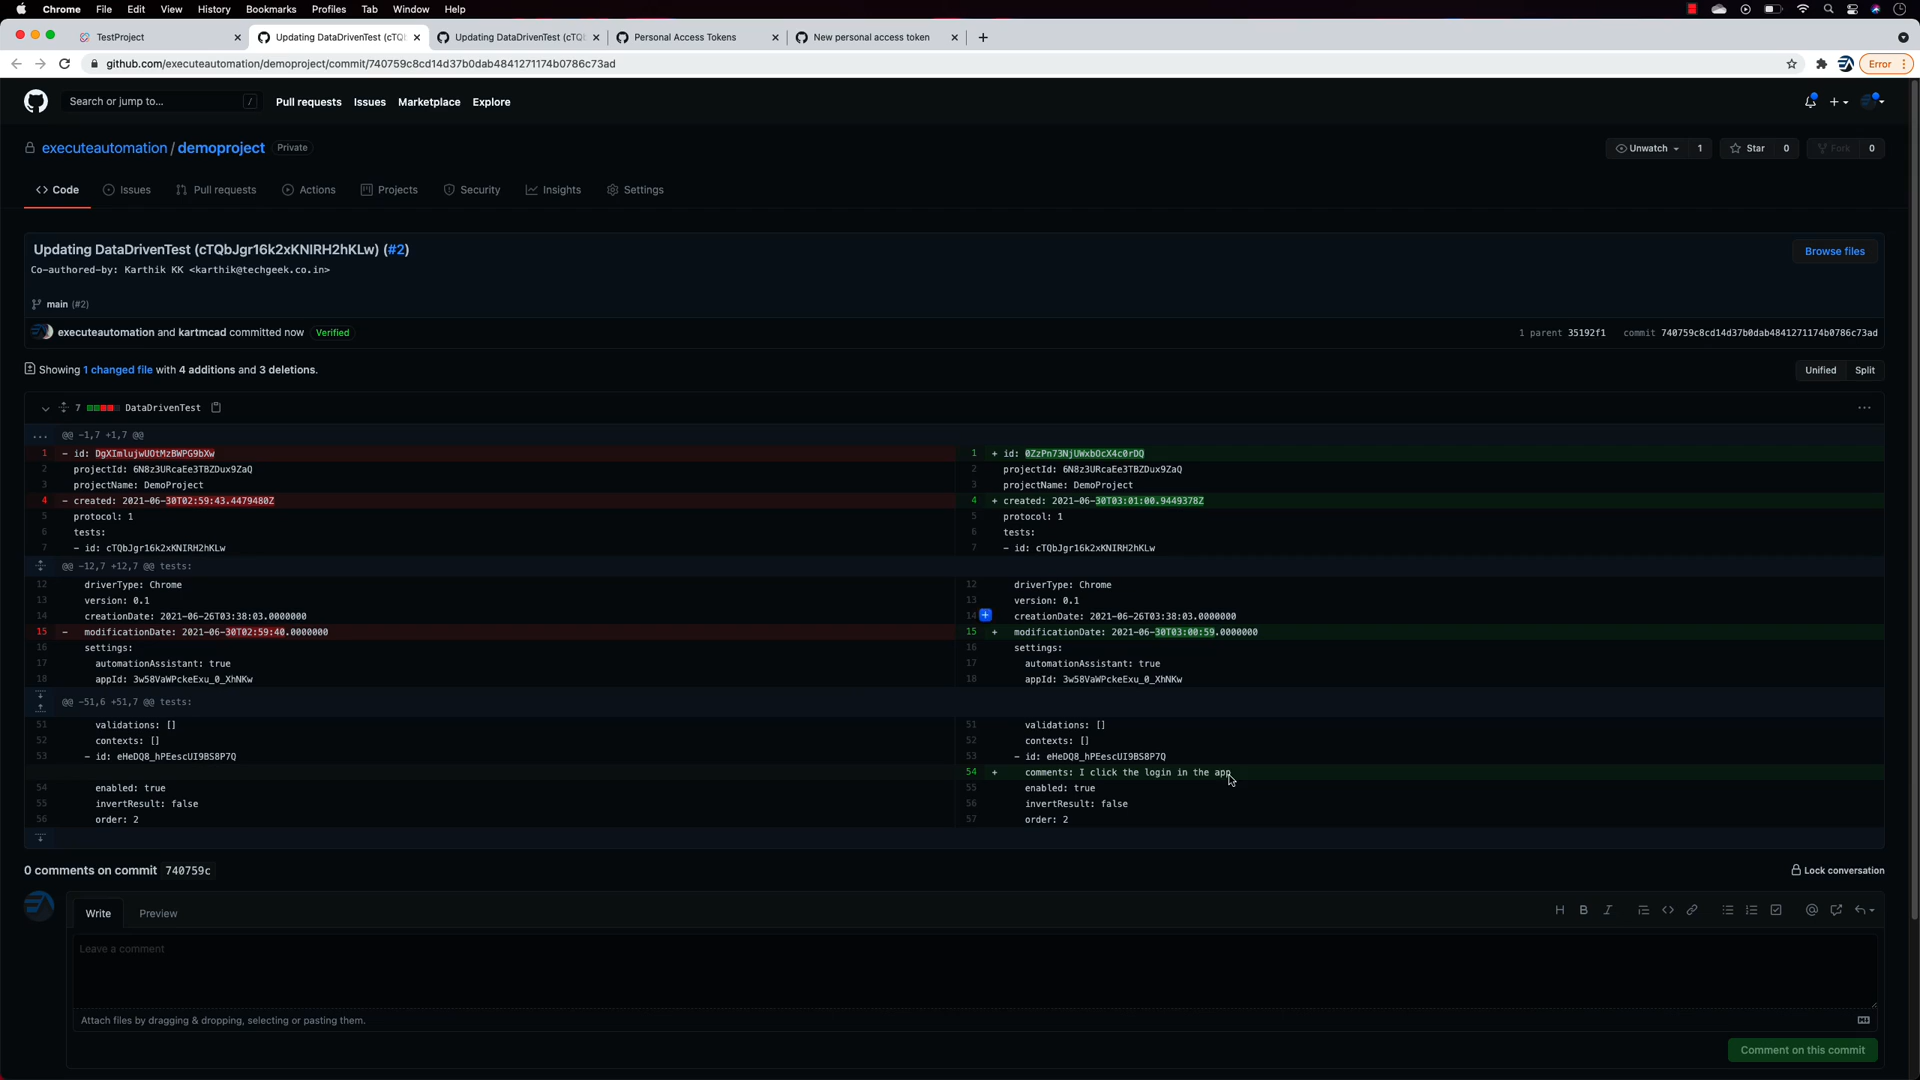 Chrome File Edit View History Bookmarks Profiles Tab Window Help
TestProject
Updating DataDrivenTest (cTQb
Updating DataDrivenTest (cTQ
Personal Access Tokens
New personal access token
github.com/executeautomation/demoproject/commit/740759c8cd14d37b0dab4841271174b0786c73ad
Error
Search or jump to... /
Pull requests Issues Marketplace Explore
executeautomation / demoproject Private
Unwatch 1 Star 0 Fork 0
Code Issues Pull requests Actions Projects Security Insights Settings
Updating DataDrivenTest (cTQbJgr16k2xKNIRH2hKLw) (#2)
Browse files
Co-authored-by: Karthik KK <karthik@techgeek.co.in>
main (#2)
executeautomation and kartmcad committed now Verified
1 parent 35192f1 commit 740759c8cd14d37b0dab4841271174b0786c73ad
Showing 1 changed file with 4 additions and 3 deletions.
Unified Split
7 DataDrivenTest
@@ -1,7 +1,7 @@
1 - id: DgXImlujwUOtMzBWPG9bXw
1 + id: 0ZzPn73NjUWxbOcX4c0rDQ
2 projectId: 6N8z3URcaEe3TBZDux9ZaQ
2 projectId: 6N8z3URcaEe3TBZDux9ZaQ
3 projectName: DemoProject
3 projectName: DemoProject
4 - created: 2021-06-30T02:59:43.4479480Z
4 + created: 2021-06-30T03:01:00.9449378Z
5 protocol: 1
5 protocol: 1
6 tests:
6 tests:
7 - id: cTQbJgr16k2xKNIRH2hKLw
7 - id: cTQbJgr16k2xKNIRH2hKLw
@@ -12,7 +12,7 @@ tests:
12 driverType: Chrome
12 driverType: Chrome
13 version: 0.1
13 version: 0.1
14 creationDate: 2021-06-26T03:38:03.0000000
14 creationDate: 2021-06-26T03:38:03.0000000
15 - modificationDate: 2021-06-30T02:59:40.0000000
15 + modificationDate: 2021-06-30T03:00:59.0000000
16 settings:
16 settings:
17 automationAssistant: true
17 automationAssistant: true
18 appId: 3w58VaWPckeExu_0_XhNKw
18 appId: 3w58VaWPckeExu_0_XhNKw
@@ -51,6 +51,7 @@ tests:
51 validations: []
51 validations: []
52 contexts: []
52 contexts: []
53 - id: eHeDQ8_hPEescUI9BS8P7Q
53 - id: eHeDQ8_hPEescUI9BS8P7Q
54 + comments: I click the login in the app
54 enabled: true
55 enabled: true
55 invertResult: false
56 invertResult: false
56 order: 2
57 order: 2
0 comments on commit 740759c
Lock conversation
Write Preview
Leave a comment
Attach files by dragging & dropping, selecting or pasting them.
Comment on this commit